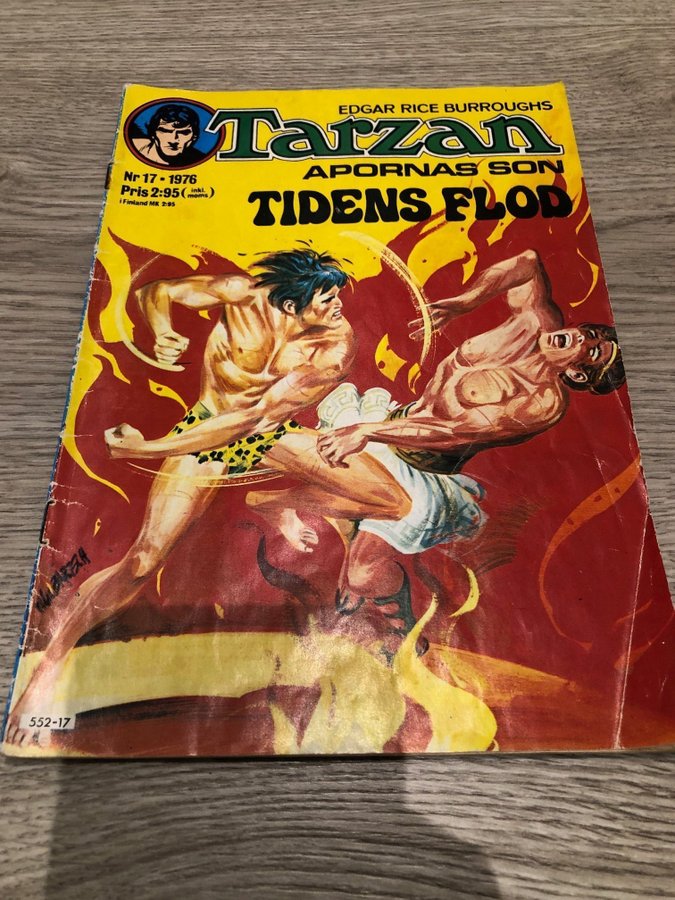 EDGAR RICE BURROUGHS
Tarzan
APORNAS SON
TIDENS FLOD
Nr 17 - 1976
Pris 2:95 (inkl. moms)
i Finland MK 2:95
552-17